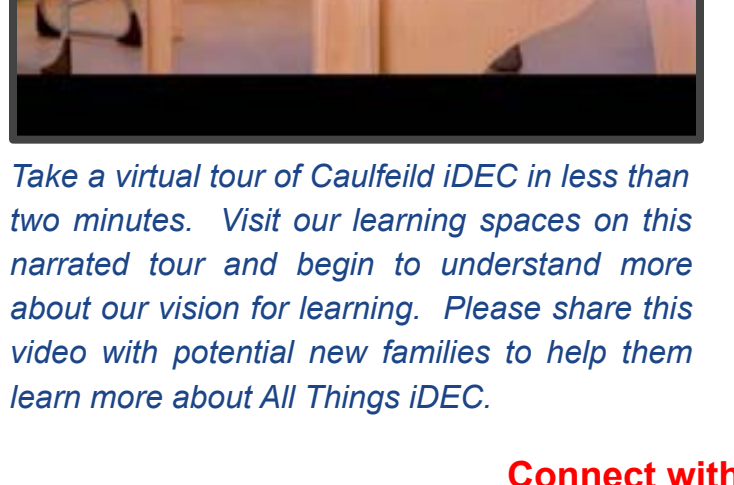 Take a virtual tour of Caulfeild iDEC in less than
two minutes.  Visit our learning spaces on this
narrated tour and begin to understand more
about our vision for learning.  Please share this
video with potential new families to help them
learn more about All Things iDEC.
Connect with